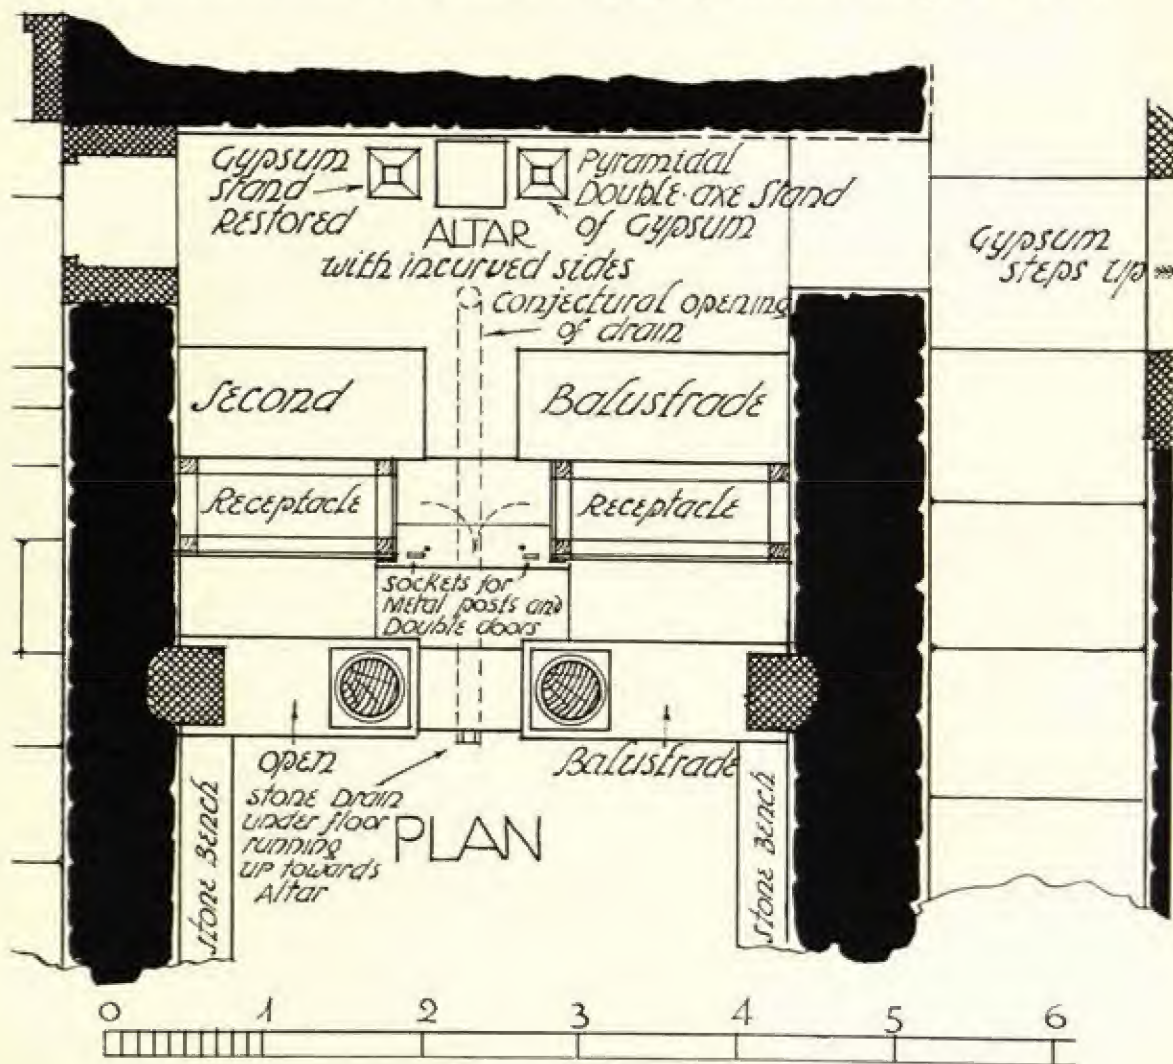 Gypsum
stand
Restored
Pyramidal
Double-axe Stand
of Gypsum
ALTAR
with incurved sides
Conjectural opening
of drain
Gypsum
steps up
Second
Balustrade
Receptacle
Receptacle
sockets for
Metal posts and
Double doors
open
Balustrade
stone Drain
under floor
running
up towards
Altar
PLAN
stone Bench
stone Bench
0 1 2 3 4 5 6